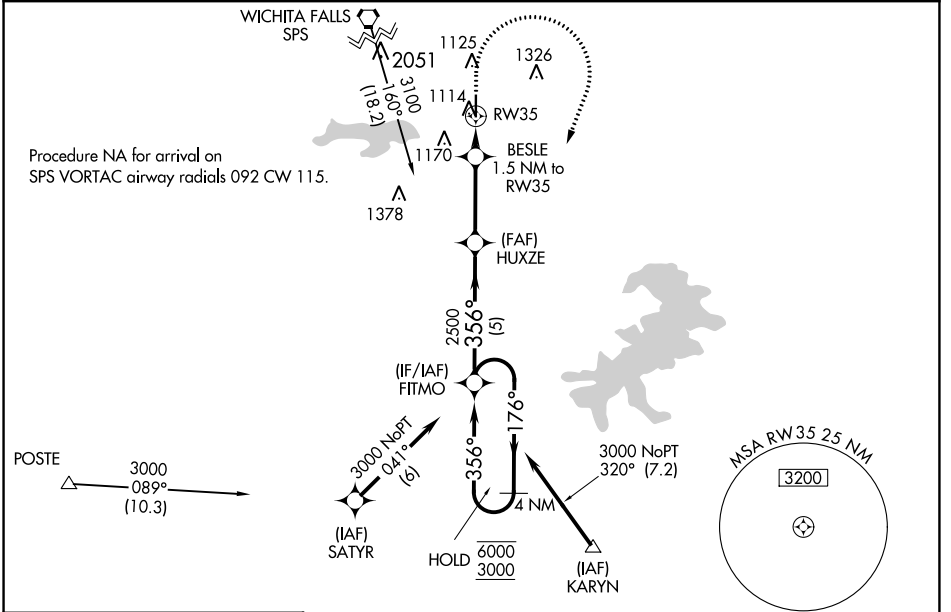 WICHITA FALLS
SPS
2051
3100
160°
(18.2)
1125
1326
1114
RW35
Procedure NA for arrival on
SPS VORTAC airway radials 092 CW 115.
1170
BESLE
1.5 NM to
RW35
1378
(FAF)
HUXZE
2500
356°
(5)
(IF/IAF)
FITMO
176°
356°
3000 NoPT
041°
(6)
POSTE
3000
089°
(10.3)
(IAF)
SATYR
4 NM
HOLD
6000
3000
3000 NoPT
320° (7.2)
(IAF)
KARYN
MSA RW35 25 NM
3200